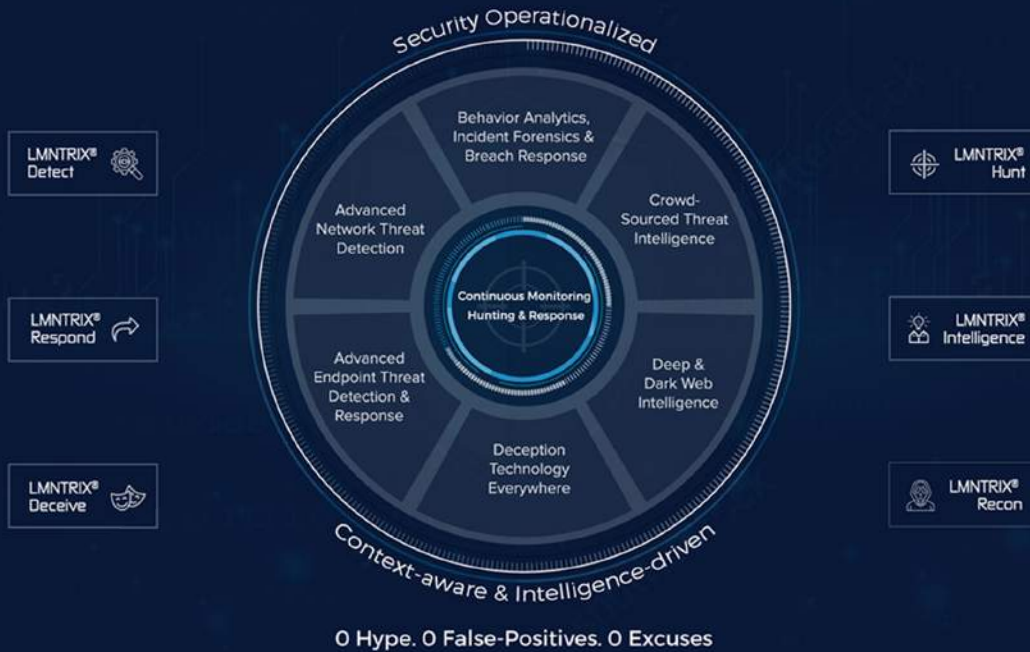 Security Operationalized
LMNTRIX®
Detect
LMNTRIX®
Respond
LMNTRIX®
Deceive
Behavior Analytics,
Incident Forensics &
Breach Response
Advanced
Network Threat
Detection
Crowd-
Sourced Threat
Intelligence
Continuous Monitoring
Hunting & Response
Advanced
Endpoint Threat
Detection &
Response
Deep &
Dark Web
Intelligence
Deception
Technology
Everywhere
LMNTRIX®
Hunt
LMNTRIX®
Intelligence
LMNTRIX®
Recon
Context-aware & Intelligence-driven
0 Hype. 0 False-Positives. 0 Excuses